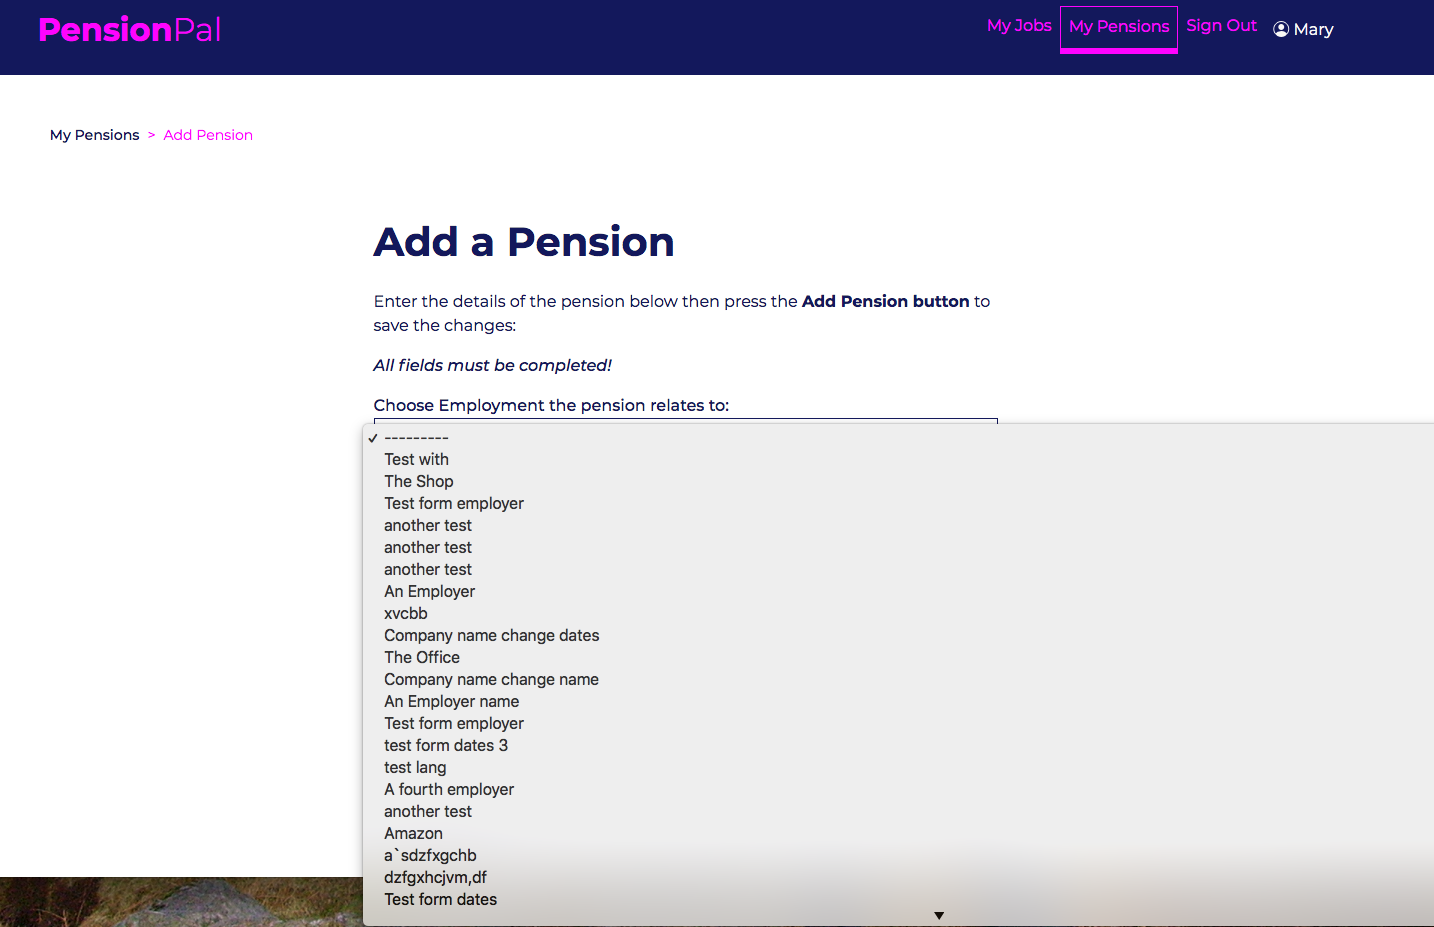 PensionPal
My Jobs My Pensions Sign Out Mary
My Pensions > Add Pension
Add a Pension
Enter the details of the pension below then press the Add Pension button to
save the changes:
All fields must be completed!
Choose Employment the pension relates to:
✓ ---------
Test with
The Shop
Test form employer
another test
another test
another test
An Employer
xvcbb
Company name change dates
The Office
Company name change name
An Employer name
Test form employer
test form dates 3
test lang
A fourth employer
another test
Amazon
a`sdzfxgchb
dzfgxhcjvm,df
Test form dates